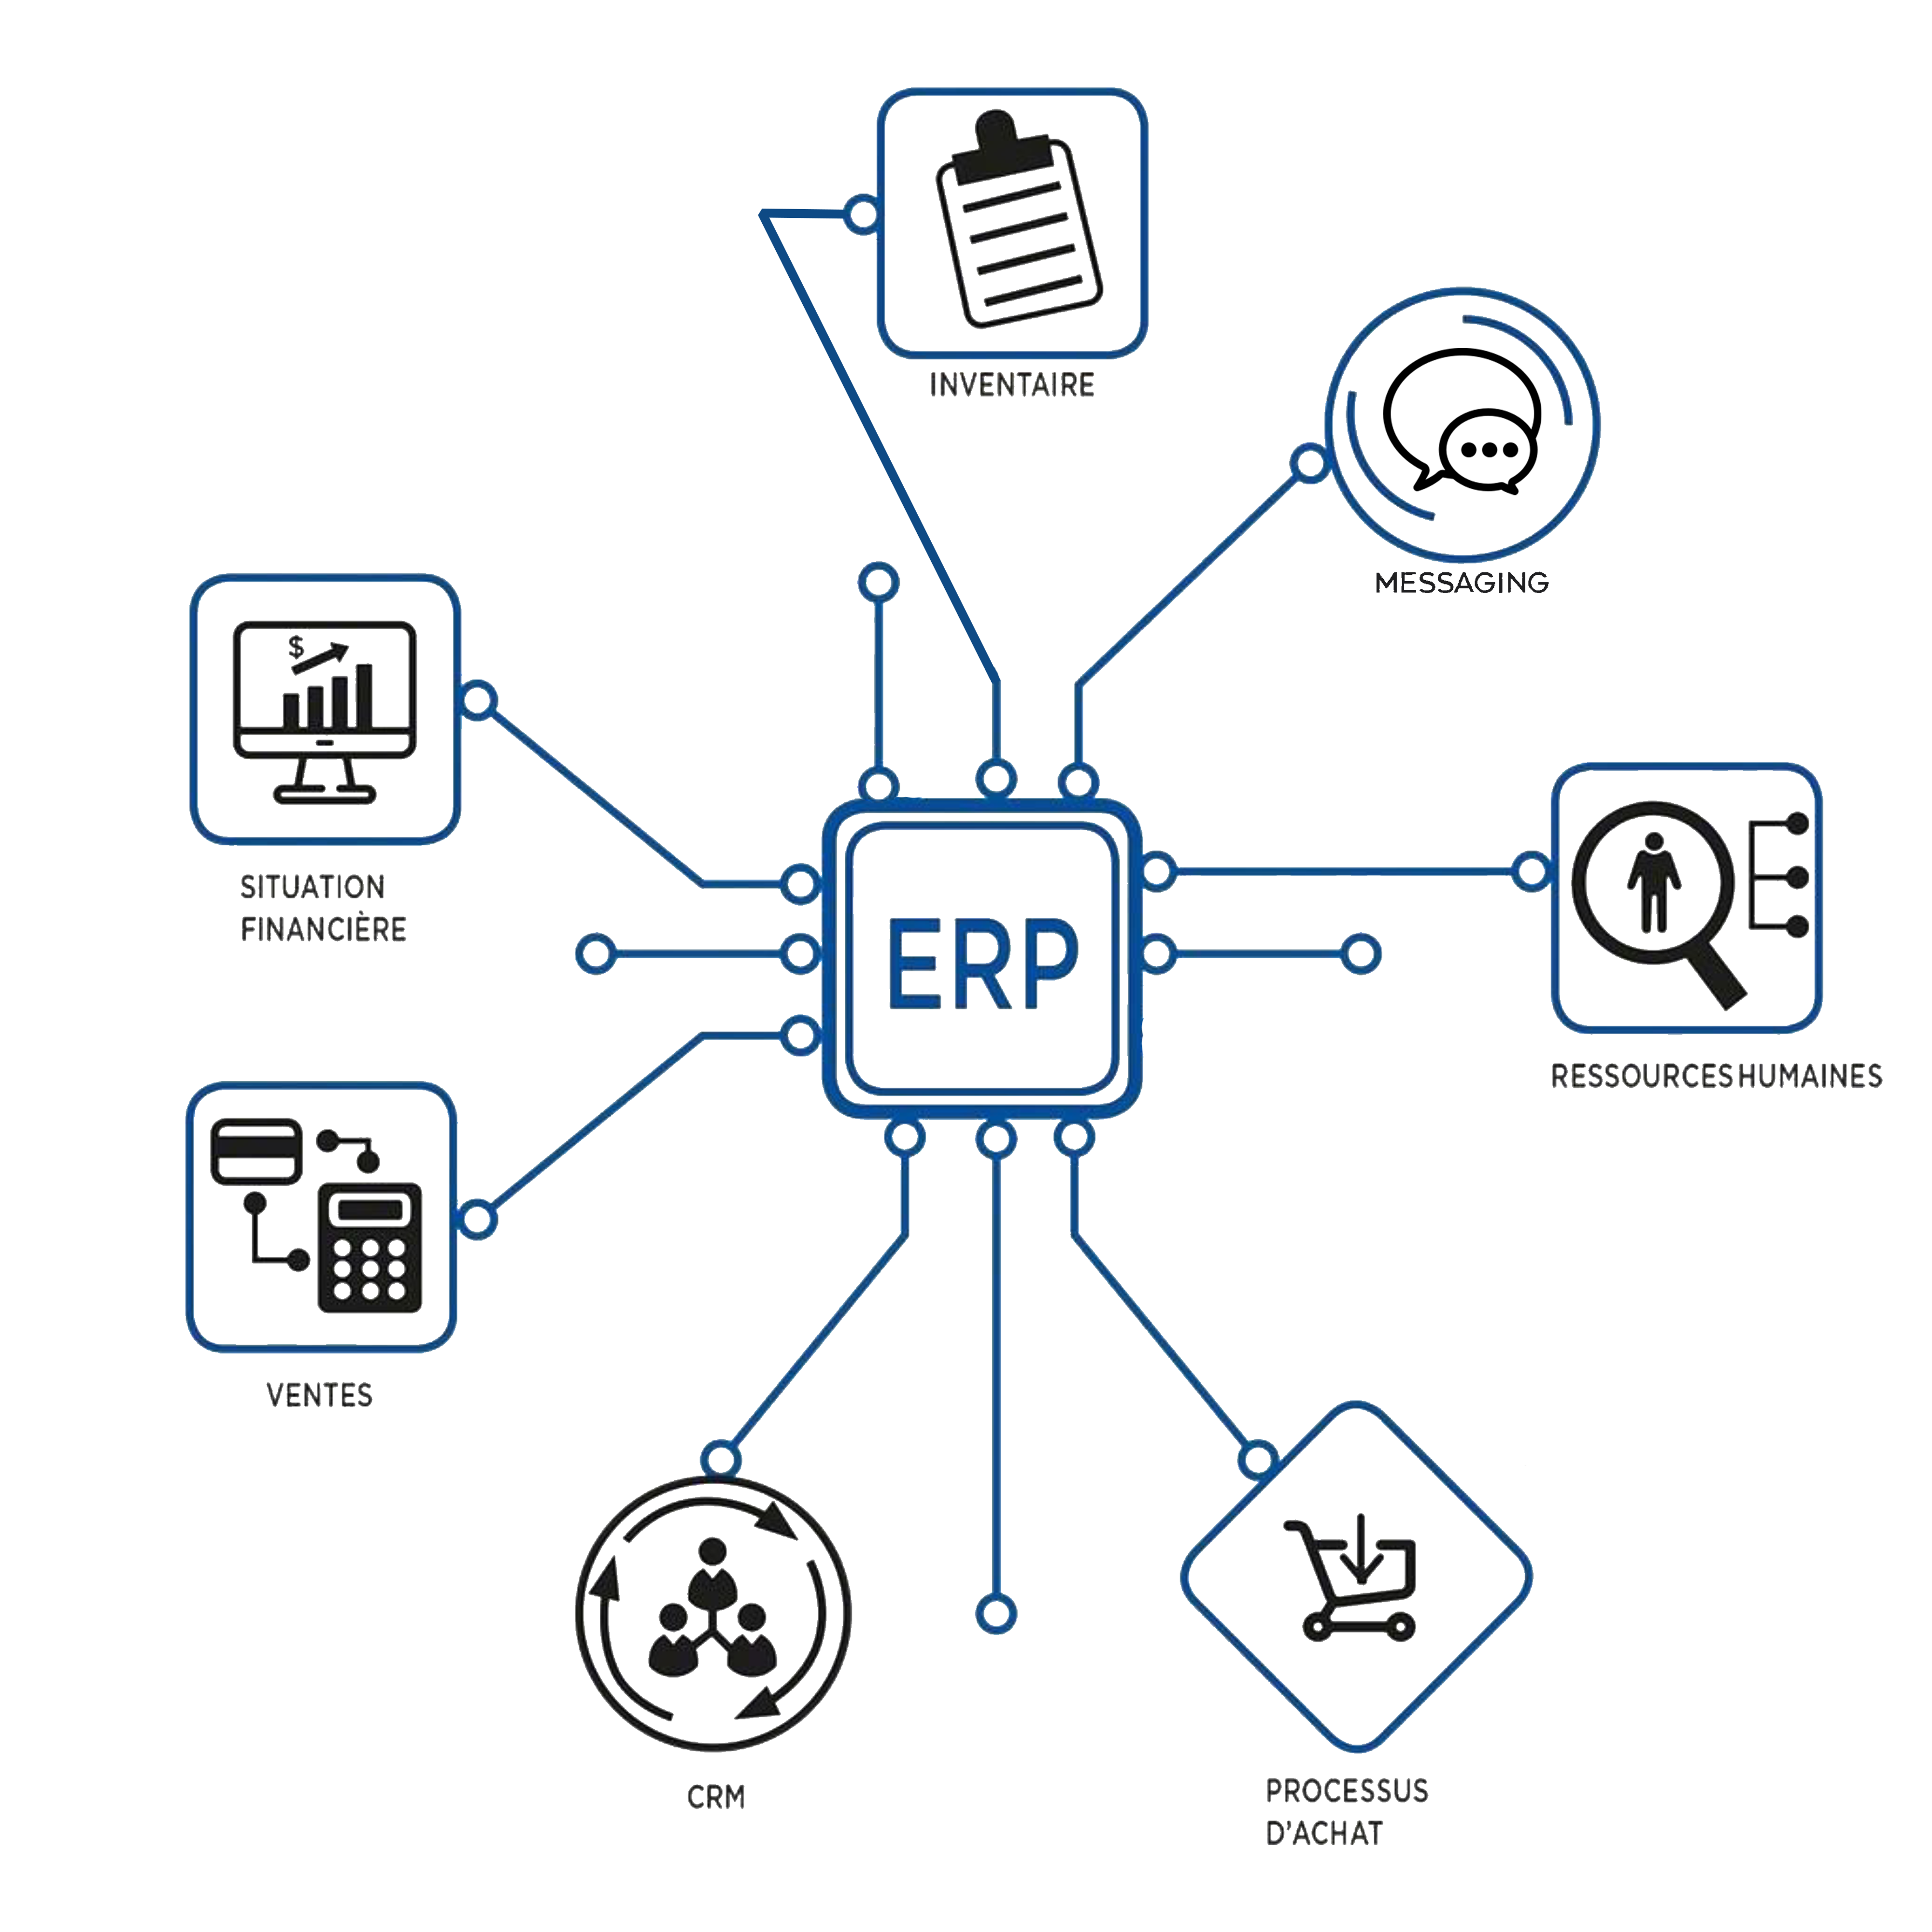 INVENTAIRE
MESSAGING
$
SITUATION
FINANCIÈRE
ERP
RESSOURCES HUMAINES
VENTES
CRM
PROCESSUS
D'ACHAT